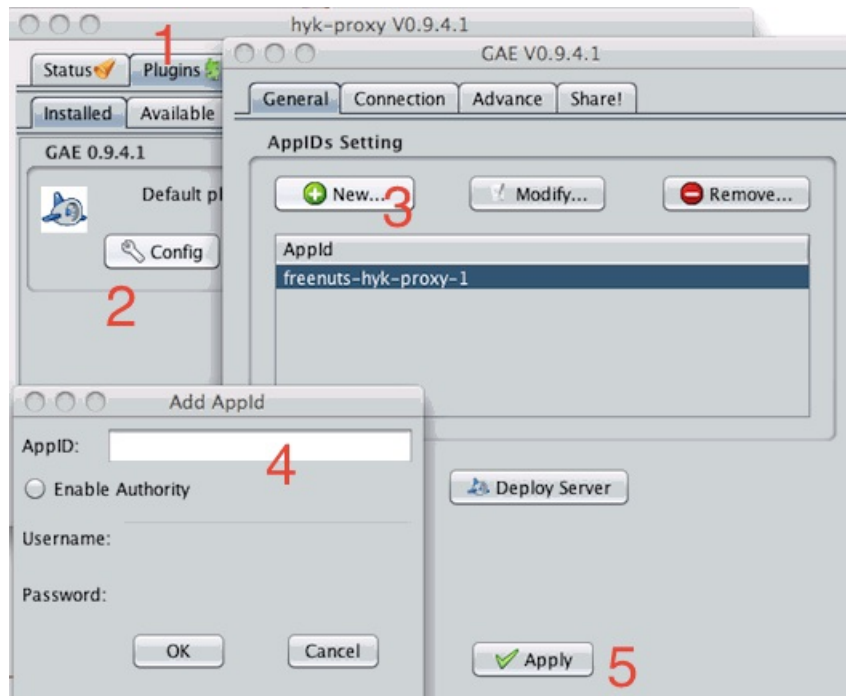 hyk-proxy V0.9.4.1
1
Status
Plugins
Installed
Available
GAE 0.9.4.1
Default
Config
2
GAE V0.9.4.1
General
Connection
Advance
Share!
AppIDs Setting
New...
3
Modify...
Remove...
AppId
freenuts-hyk-proxy-1
Add AppId
AppID:
4
Enable Authority
Username:
Password:
OK
Cancel
Deploy Server
Apply
5